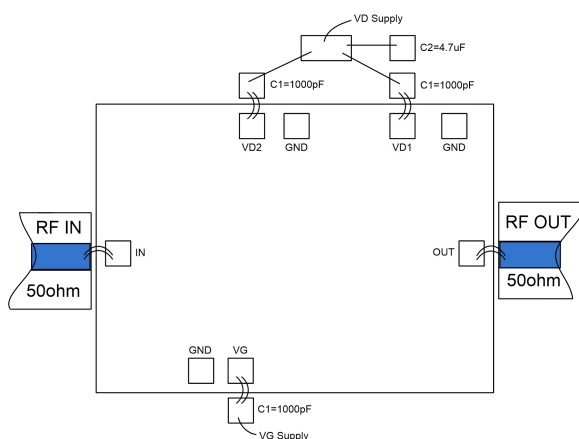 VD Supply
C2=4.7uF
C1=1000pF
C1=1000pF
VD2
GND
VD1
GND
RF IN
50ohm
IN
OUT
RF OUT
50ohm
GND
VG
C1=1000pF
VG Supply